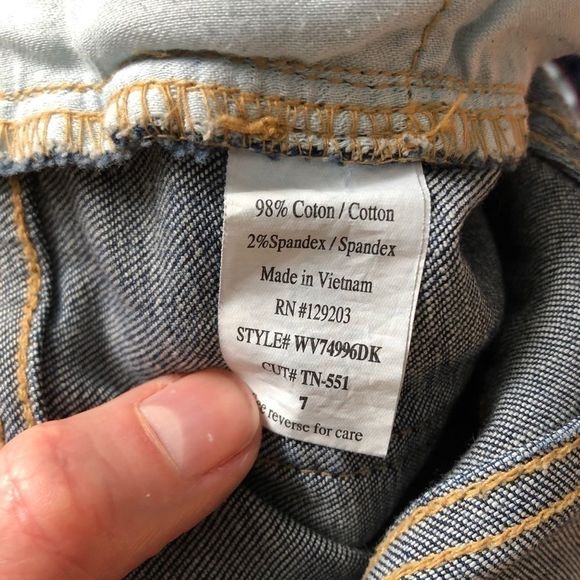 98% Coton / Cotton
2%Spandex / Spandex
Made in Vietnam
RN #129203
STYLE# WV74996DK
CUT# TN-551
7
reverse for care